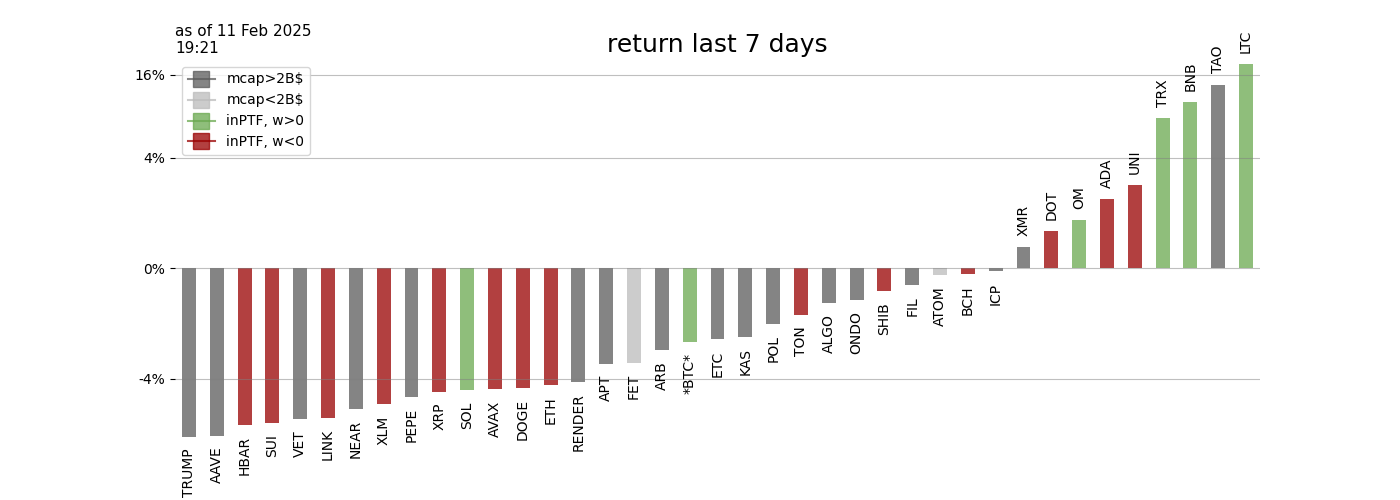 as of 11 Feb 2025
19:21
return last 7 days
mcap>2B$
mcap<2B$
inPTF, w>0
inPTF, w<0
16%
4%
0%
-4%
TRUMP
AAVE
HBAR
SUI
VET
LINK
NEAR
XLM
PEPE
XRP
SOL
AVAX
DOGE
ETH
RENDER
APT
FET
ARB
*BTC*
ETC
KAS
POL
TON
ALGO
ONDO
SHIB
FIL
ATOM
BCH
ICP
XMR
DOT
OM
ADA
UNI
TRX
BNB
TAO
LTC